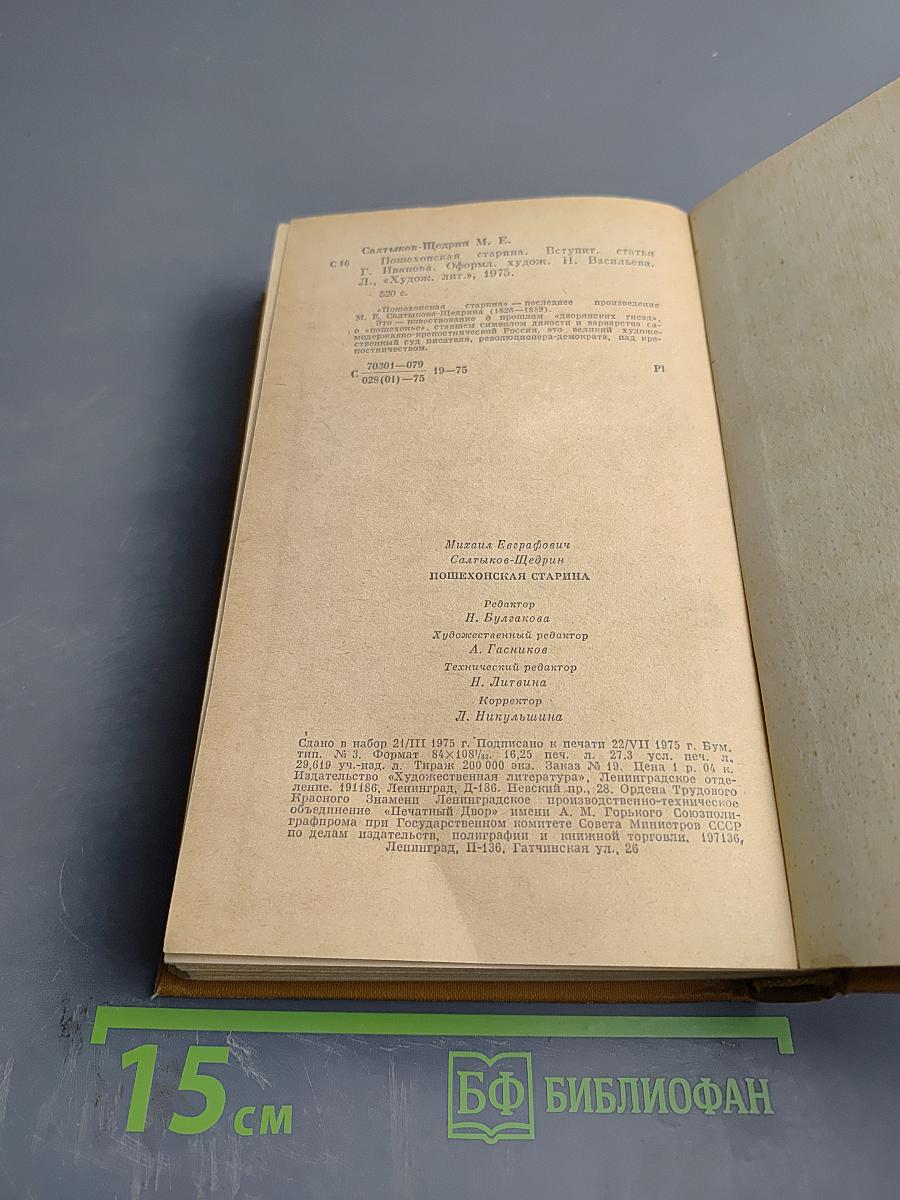 Салтыков-Щедрин М. Е.
С 16 Пошехонская старина. Вступит. статья
Г. Иванова. Оформл. худож. Н. Васильева.
Л., «Худож. лит.», 1975.
520 с.
«Пошехонская старина» — последнее произведение
М. Е. Салтыкова-Щедрина (1826—1889).
Это — повествование о прошлом «дворянских гнезд»,
о «пошехонье», ставшем символом дикости и варварства са-
модержавно-крепостнической России, это великий художе-
ственный суд писателя, революционера-демократа, над кре-
постничеством.
С 70301—079
028(01)—75 19—75 Р1
Михаил Евграфович
Салтыков-Щедрин
ПОШЕХОНСКАЯ СТАРИНА
Редактор
Н. Булгакова
Художественный редактор
А. Гасников
Технический редактор
Н. Литвина
Корректор
Л. Никульшина
Сдано в набор 21/III 1975 г. Подписано к печати 22/VII 1975 г. Бум.
тип. № 3. Формат 84×108¹/₃₂. 16,25 печ. л. 27,3 усл. печ. л.
29,619 уч.-изд. л. Тираж 200 000 экз. Заказ № 19. Цена 1 р. 04 к.
Издательство «Художественная литература», Ленинградское отде-
ление. 191186, Ленинград, Д-186. Невский пр., 28. Ордена Трудового
Красного Знамени Ленинградское производственно-техническое
объединение «Печатный Двор» имени А. М. Горького Союзполи-
графпрома при Государственном комитете Совета Министров СССР
по делам издательств, полиграфии и книжной торговли. 197136,
Ленинград, П-136, Гатчинская ул., 26
15 см
БФ БИБЛИОФАН